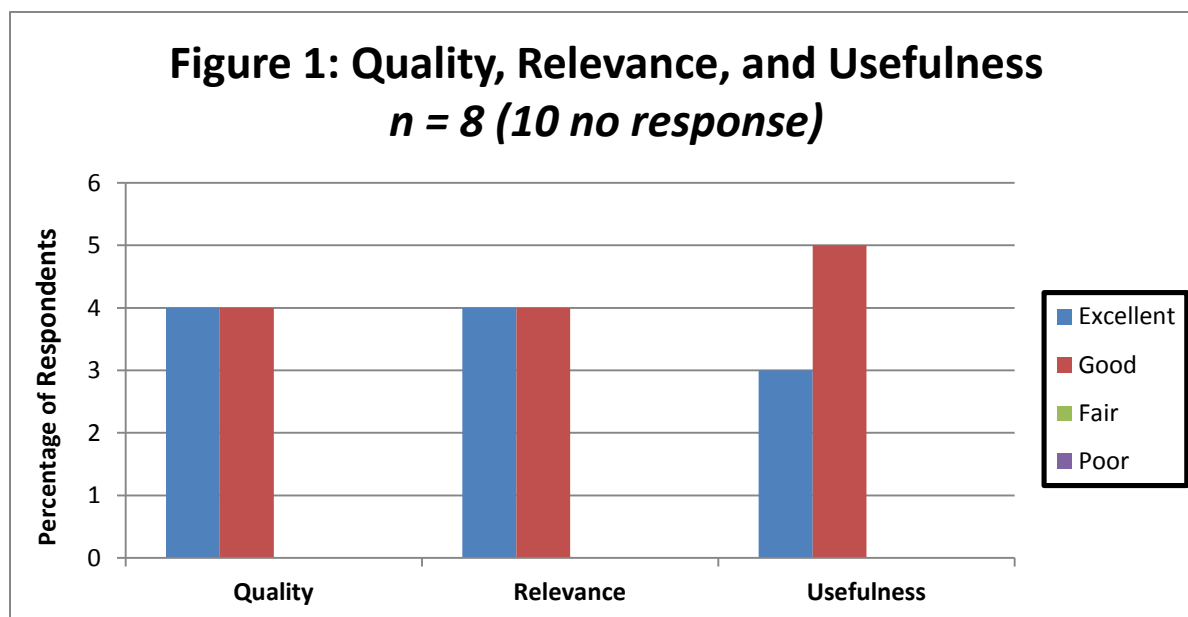 Figure 1: Quality, Relevance, and Usefulness
n = 8 (10 no response)
Percentage of Respondents
6
5
4
3
2
1
0
Quality
Relevance
Usefulness
Excellent
Good
Fair
Poor